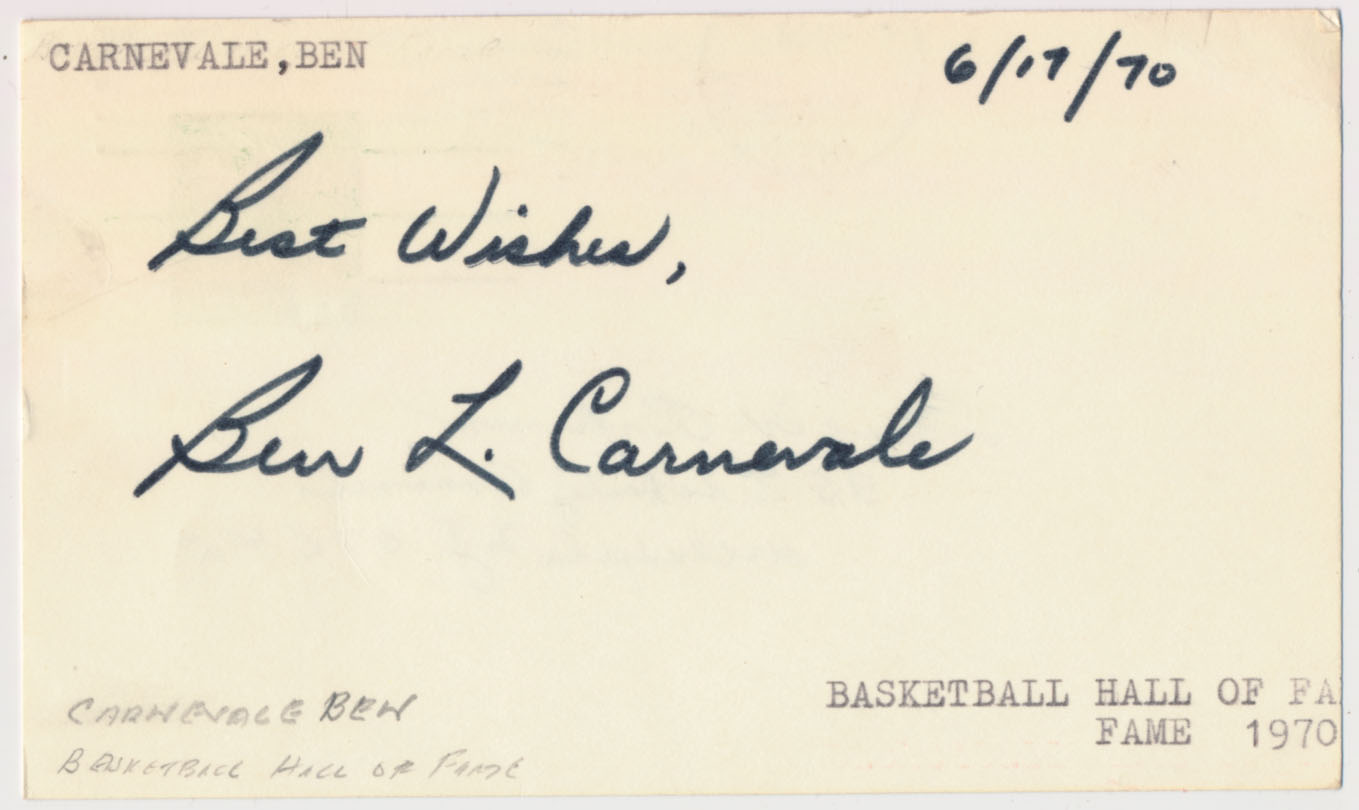 CARNEVALE,BEN
6/17/70
Best Wishes,
Ben L. Carnevale
BASKETBALL HALL OF FA
FAME 1970
CARNEVALE BEN
BASKETBALL HALL OF FAME